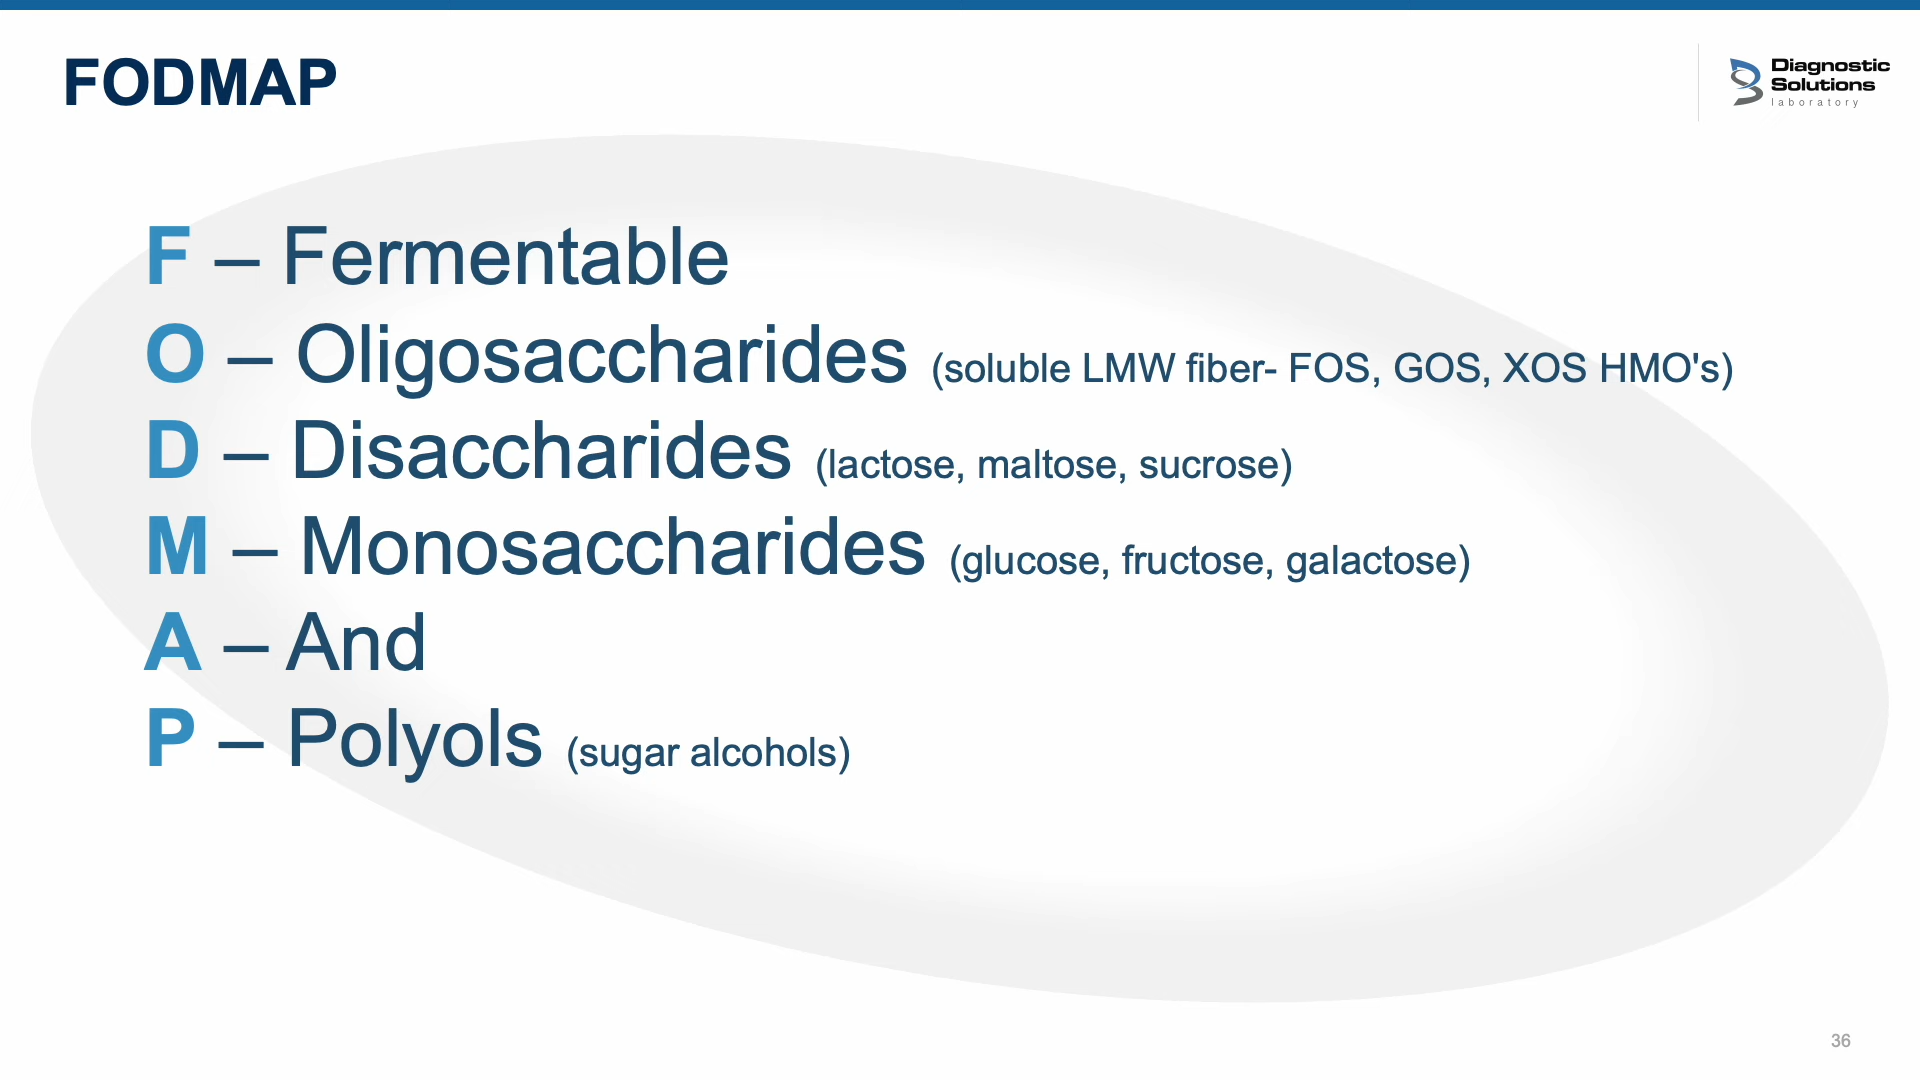 FODMAP
Diagnostic
Solutions
laboratory
F – Fermentable
O – Oligosaccharides (soluble LMW fiber- FOS, GOS, XOS HMO's)
D – Disaccharides (lactose, maltose, sucrose)
M – Monosaccharides (glucose, fructose, galactose)
A – And
P – Polyols (sugar alcohols)
36